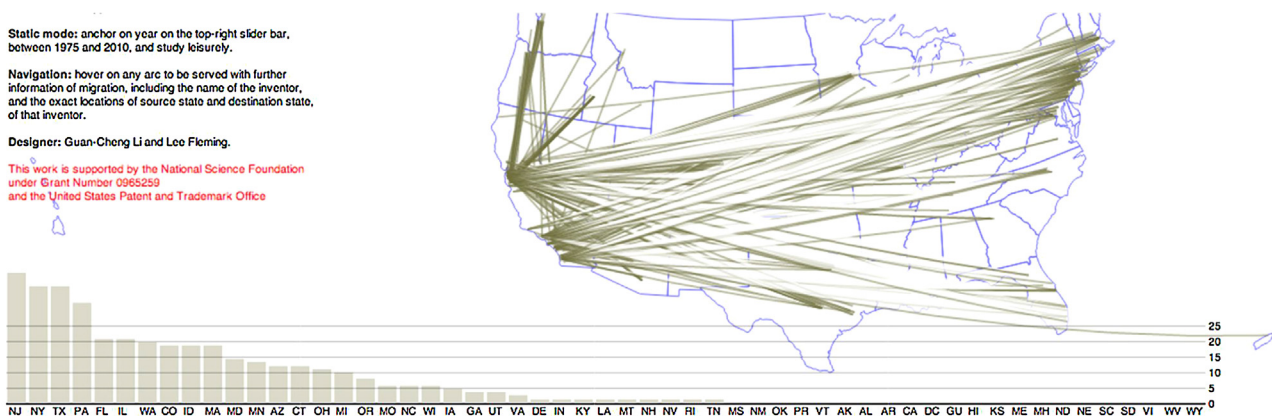 Static mode: anchor on year on the top-right slider bar,
between 1975 and 2010, and study leisurely.
Navigation: hover on any arc to be served with further
information of migration, including the name of the inventor,
and the exact locations of source state and destination state,
of that inventor.
Designer: Guan-Cheng Li and Lee Fleming.
This work is supported by the National Science Foundation
under Grant Number 0965259
and the United States Patent and Trademark Office
25
20
15
10
5
0
NJ NY TX PA FL IL WA CO ID MA MD MN AZ CT OH MI OR MO NC WI IA GA UT VA DE IN KY LA MT NH NV RI TN MS NM OK PR VT AK AL AR CA DC GU HI KS ME MH ND NE SC SD VI WV WY